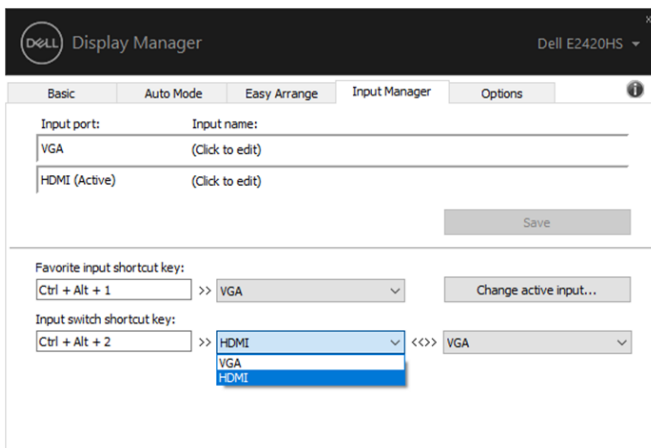 x
DELL Display Manager Dell E2420HS
Basic Auto Mode Easy Arrange Input Manager Options i
Input port: Input name:
VGA (Click to edit)
HDMI (Active) (Click to edit)
Save
Favorite input shortcut key:
Ctrl + Alt + 1 >> VGA Change active input...
Input switch shortcut key:
Ctrl + Alt + 2 >> HDMI <<>> VGA
VGA
HDMI